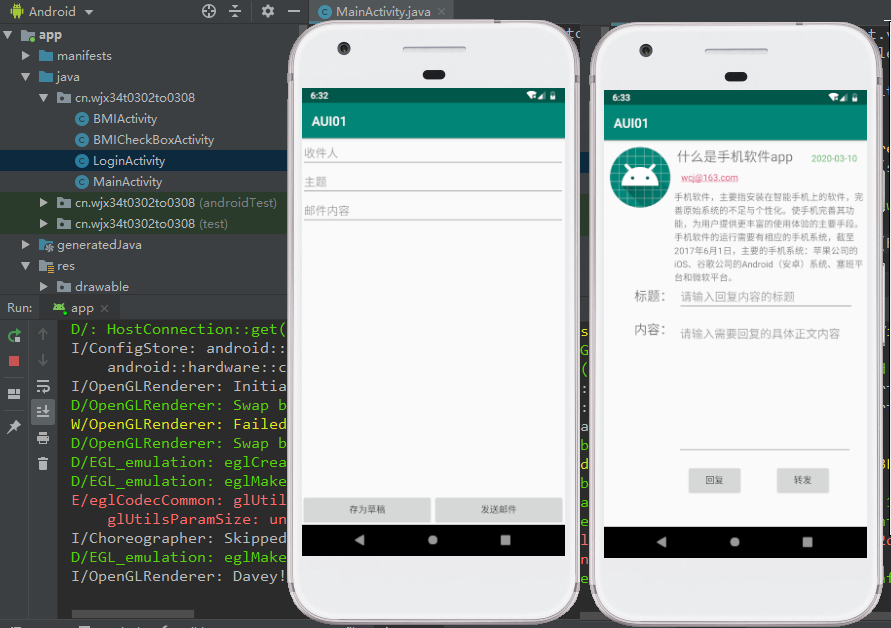 Android
MainActivity.java
app
manifests
java
cn.wjx34t0302to0308
BMIActivity
BMICheckBoxActivity
LoginActivity
MainActivity
cn.wjx34t0302to0308 (androidTest)
cn.wjx34t0302to0308 (test)
generatedJava
res
drawable
Run:
app
D/: HostConnection::get(
I/ConfigStore: android::
android::hardware::c
I/OpenGLRenderer: Initia
D/OpenGLRenderer: Swap b
W/OpenGLRenderer: Failed
D/OpenGLRenderer: Swap b
D/EGL_emulation: eglCrea
D/EGL_emulation: eglMake
E/eglCodecCommon: glUtil
glUtilsParamSize: un
I/Choreographer: Skipped
D/EGL_emulation: eglMake
I/OpenGLRenderer: Davey!
6:32
AUI01
收件人
主题
邮件内容
存为草稿
发送邮件
6:33
AUI01
什么是手机软件app
2020-03-10
wcj@163.com
手机软件，主要指安装在智能手机上的软件，完
善原始系统的不足与个性化。使手机完善其功
能，为用户提供更丰富的使用体验的主要手段。
手机软件的运行需要有相应的手机系统，截至
2017年6月1日，主要的手机系统：苹果公司的
iOS、谷歌公司的Android（安卓）系统、塞班平
台和微软平台。
标题：
请输入回复内容的标题
内容：
请输入需要回复的具体正文内容
回复
转发